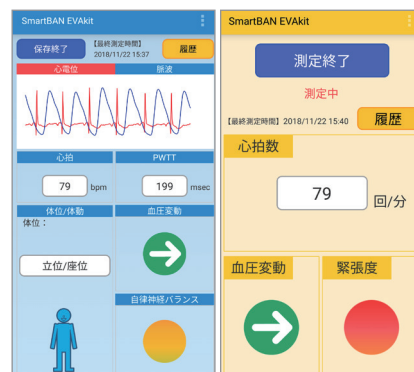 SmartBAN EVAkit
保存終了
【最終測定時間】
2018/11/22 15:37
履歴
心電位
脈波
心拍
PWTT
79 bpm
199 msec
体位/体動
血圧変動
体位：
立位/座位
自律神経バランス
SmartBAN EVAkit
測定終了
測定中
【最終測定時間】2018/11/22 15:40
履歴
心拍数
79 回/分
血圧変動
緊張度